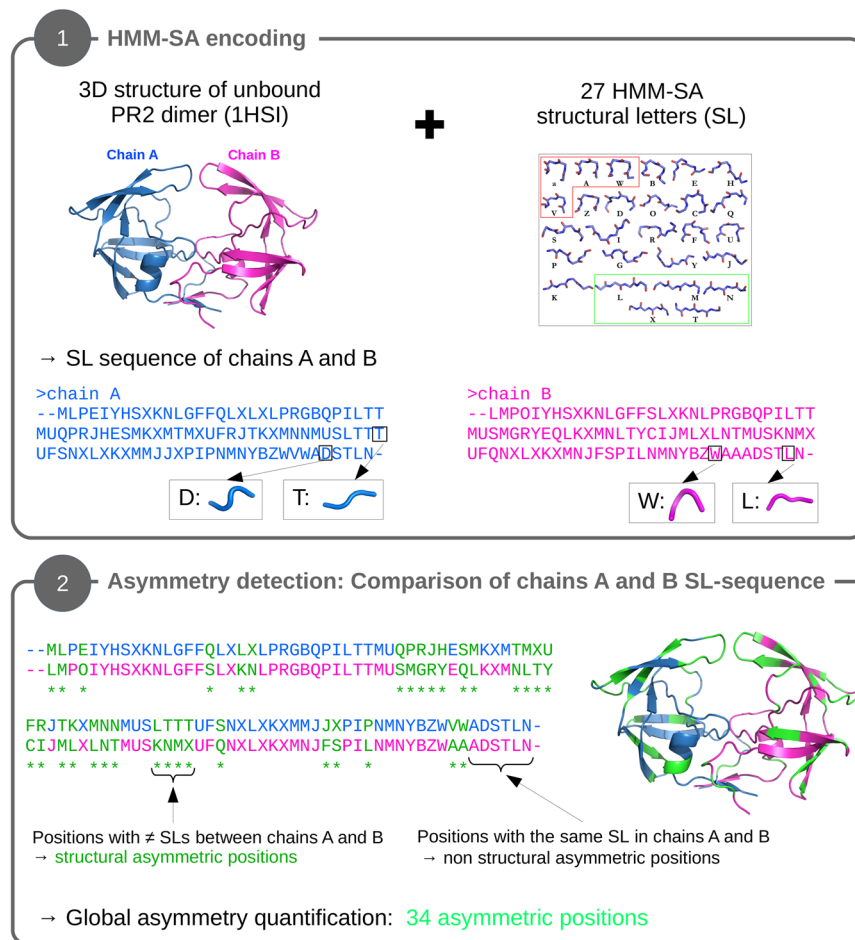 1 HMM-SA encoding
3D structure of unbound
PR2 dimer (1HSI)
+
27 HMM-SA
structural letters (SL)
Chain A
Chain B
a A W B E H
V Z D O C Q
S I R F U
P G Y J
K L M N
X T
→ SL sequence of chains A and B
>chain A
--MLPEIYHSXKNLGFFQLXLXLPRGBQPILTT
MUQPRJHESMKXMTMXUFRJTKXMNNMUSLTTT
UFSNXLXKXMMJJXPIPNMNYBZWVWADSTLN-
D:
T:
>chain B
--LMPOIYHSXKNLGFFSLXKNLPRGBQPILTT
MUSMGRYEQLKXMNLTYCIJMLXLNTMUSKNMX
UFQNXLXKXMNJFSPILNMNYBZWAAADSTLN-
W:
L:
2 Asymmetry detection: Comparison of chains A and B SL-sequence
--MLPEIYHSXKNLGFFQLXLXLPRGBQPILTTMUQPRJHESMKXMTMXU
--LMPOIYHSXKNLGFFSLXKNLPRGBQPILTTMUSMGRYEQLKXMNLTY
** * * ** ***** ** ****
FRJTKXMNNMUSLTTTUFSNXLXKXMMJJXPIPNMNYBZWVWADSTLN-
CIJMLXLNTMUSKNMXUFQNXLXKXMNJFSPILNMNYBZWAAADSTLN-
** ** *** **** * ** * **
Positions with ≠ SLs between chains A and B
→ structural asymmetric positions
Positions with the same SL in chains A and B
→ non structural asymmetric positions
→ Global asymmetry quantification: 34 asymmetric positions